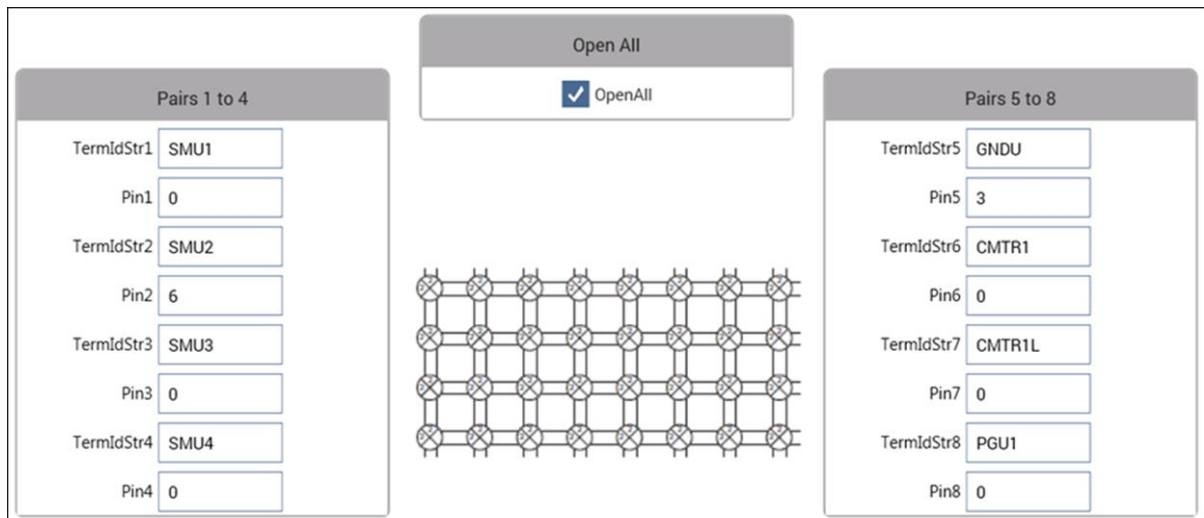 Open All
OpenAll
Pairs 1 to 4
TermIdStr1 SMU1
Pin1 0
TermIdStr2 SMU2
Pin2 6
TermIdStr3 SMU3
Pin3 0
TermIdStr4 SMU4
Pin4 0
Pairs 5 to 8
TermIdStr5 GNDU
Pin5 3
TermIdStr6 CMTR1
Pin6 0
TermIdStr7 CMTR1L
Pin7 0
TermIdStr8 PGU1
Pin8 0